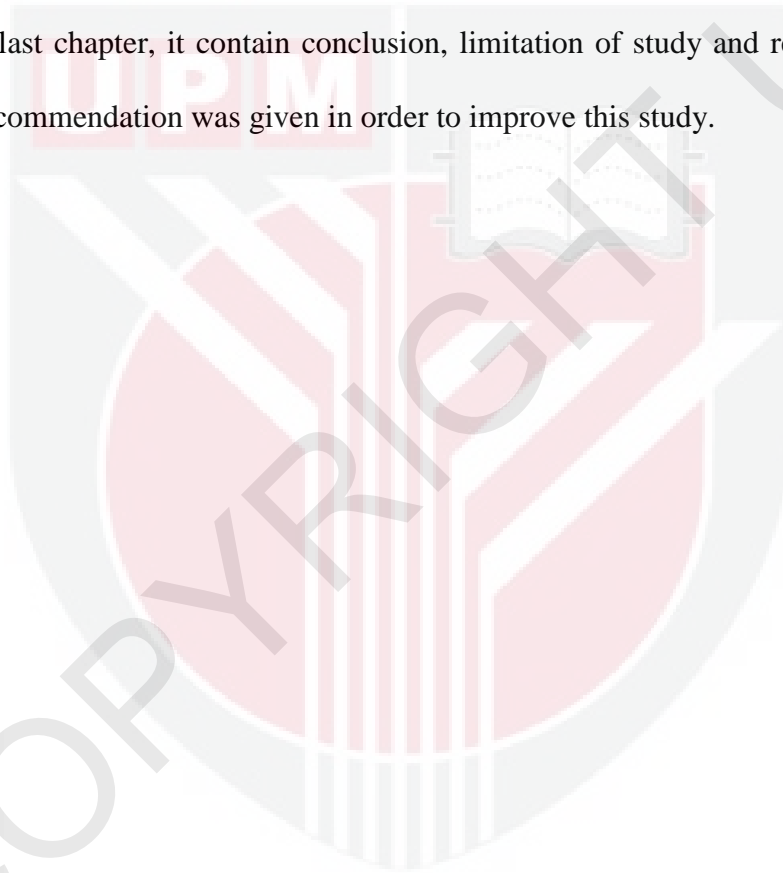 last chapter, it contain conclusion, limitation of study and
commendation was given in order to improve this study.
UPM
COPYRIGHT U